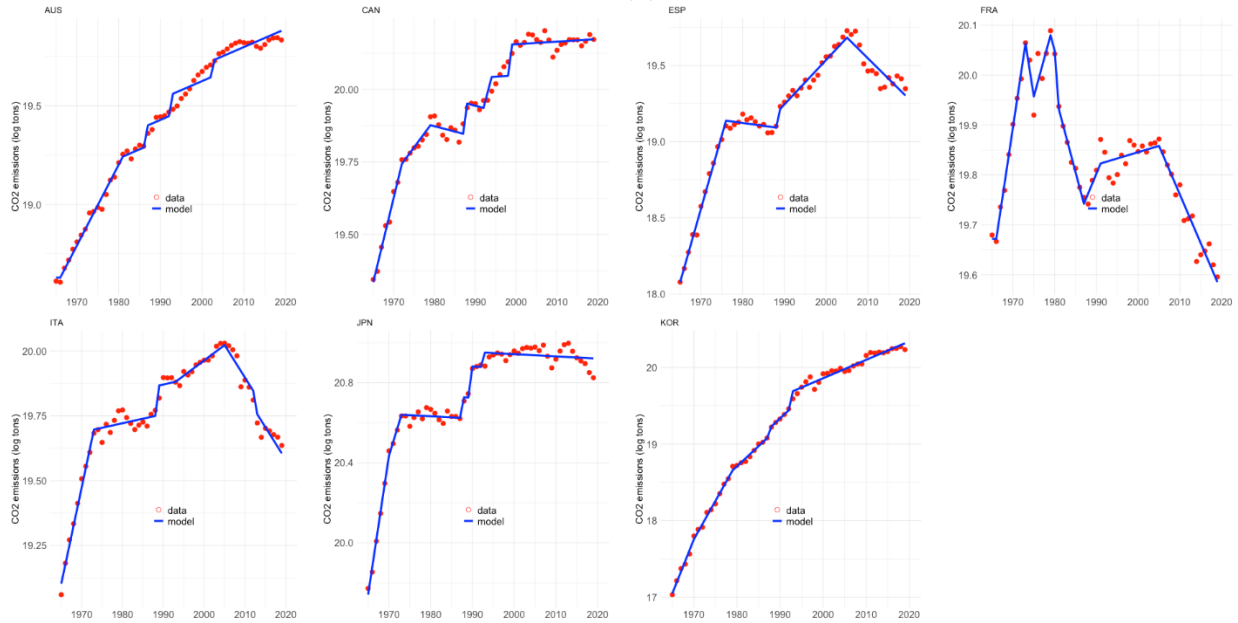 AUS
CO2 emissions (log tons)
19.5
19.0
data
model
1970 1980 1990 2000 2010 2020
CAN
CO2 emissions (log tons)
20.00
19.75
19.50
data
model
1970 1980 1990 2000 2010 2020
ESP
CO2 emissions (log tons)
19.5
19.0
18.5
18.0
data
model
1970 1980 1990 2000 2010 2020
FRA
CO2 emissions (log tons)
20.1
20.0
19.9
19.8
19.7
19.6
data
model
1970 1980 1990 2000 2010 2020
ITA
CO2 emissions (log tons)
20.00
19.75
19.50
19.25
data
model
1970 1980 1990 2000 2010 2020
JPN
CO2 emissions (log tons)
20.8
20.4
20.0
data
model
1970 1980 1990 2000 2010 2020
KOR
CO2 emissions (log tons)
20
19
18
17
data
model
1970 1980 1990 2000 2010 2020